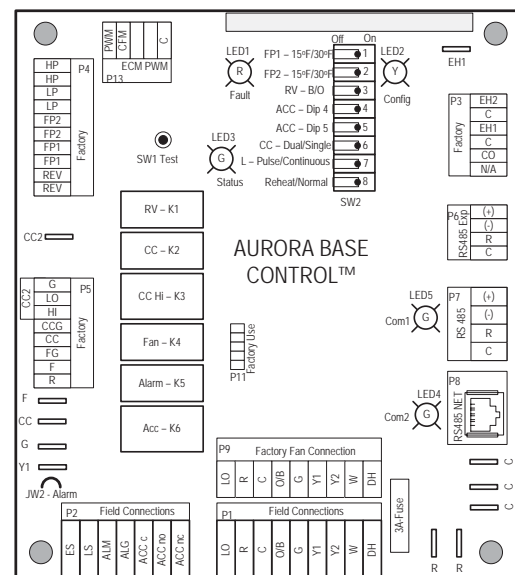 PWM
CFM
C
ECM PWM
P13
Off On
LED1
R
Fault
FP1 – 15ºF/30ºF
FP2 – 15ºF/30ºF
RV – B/O
ACC – Dip 4
ACC – Dip 5
CC – Dual/Single
L – Pulse/Continuous
Reheat/Normal
1
2
3
4
5
6
7
8
SW2
LED2
Y
Config
EH1
HP
HP
LP
LP
FP2
FP2
FP1
FP1
REV
REV
P4
Factory
SW1 Test
LED3
G
Status
P3
Factory
EH2
C
EH1
C
CO
N/A
RV – K1
CC – K2
CC Hi – K3
Fan – K4
Alarm – K5
Acc – K6
CC2
AURORA BASE
CONTROL™
P6
RS485 Exp
(+)
(-)
R
C
CC2
G
LO
HI
CCG
CC
FG
F
R
P5
Factory
Factory Use
P11
LED5
Com1
G
P7
RS 485
(+)
(-)
R
C
LED4
Com2
G
P8
RS485 NET
F
CC
G
Y1
JW2 - Alarm
P9 Factory Fan Connection
LO R C O/B G Y1 Y2 W DH
3A-Fuse
C
C
C
P2 Field Connections
ES LS ALM ALG ACC c ACC no ACC nc
P1 Field Connections
LO R C O/B G Y1 Y2 W DH
R R